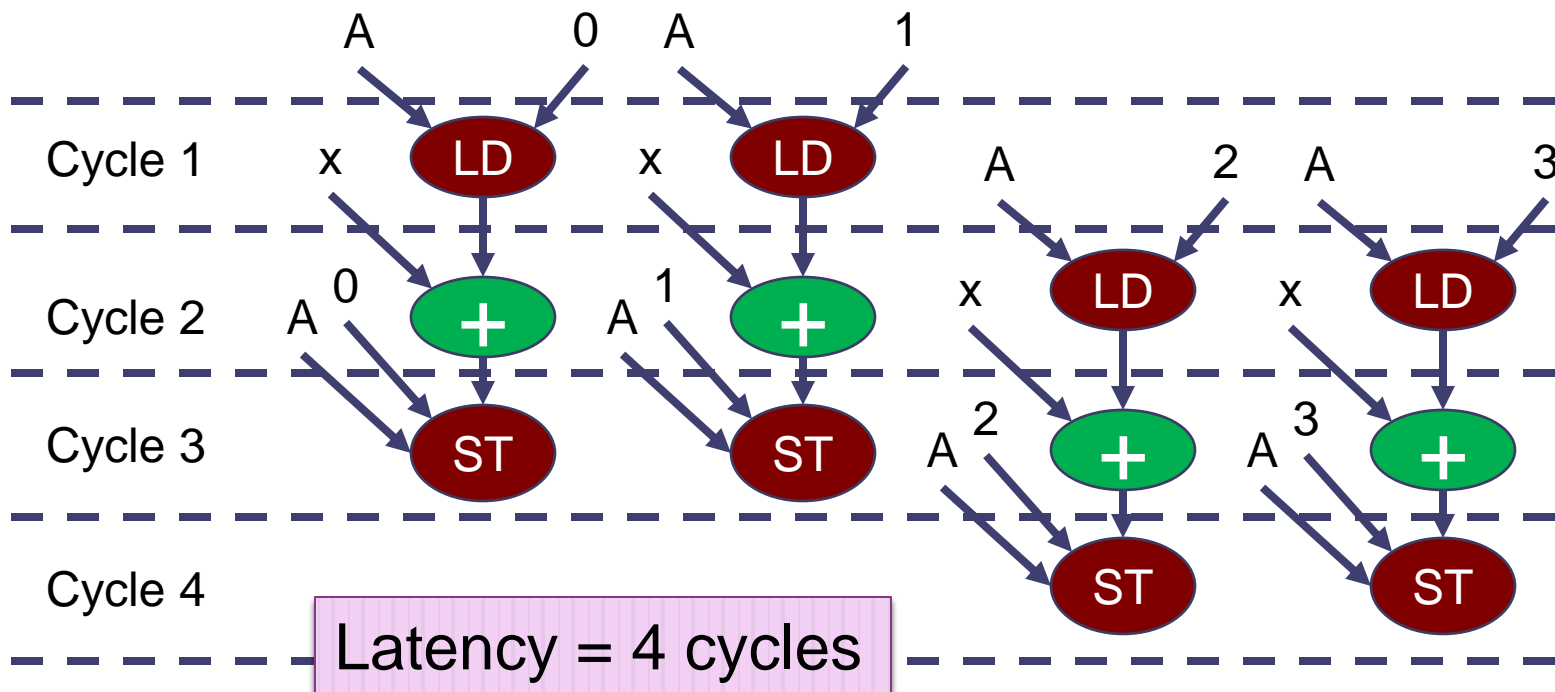 A 0 A 1
Cycle 1 x LD x LD A 2 A 3
Cycle 2 A 0 + A 1 + x LD x LD
Cycle 3 ST ST A 2 + A 3 +
Cycle 4 ST ST
Latency = 4 cycles